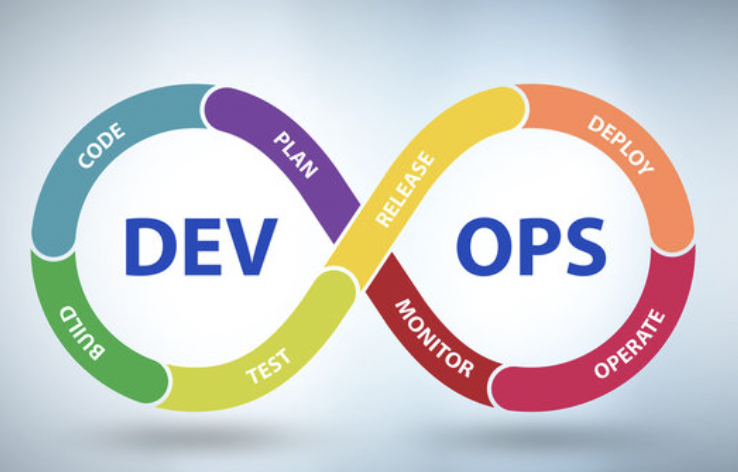 DEV
OPS
PLAN
CODE
BUILD
TEST
RELEASE
DEPLOY
OPERATE
MONITOR